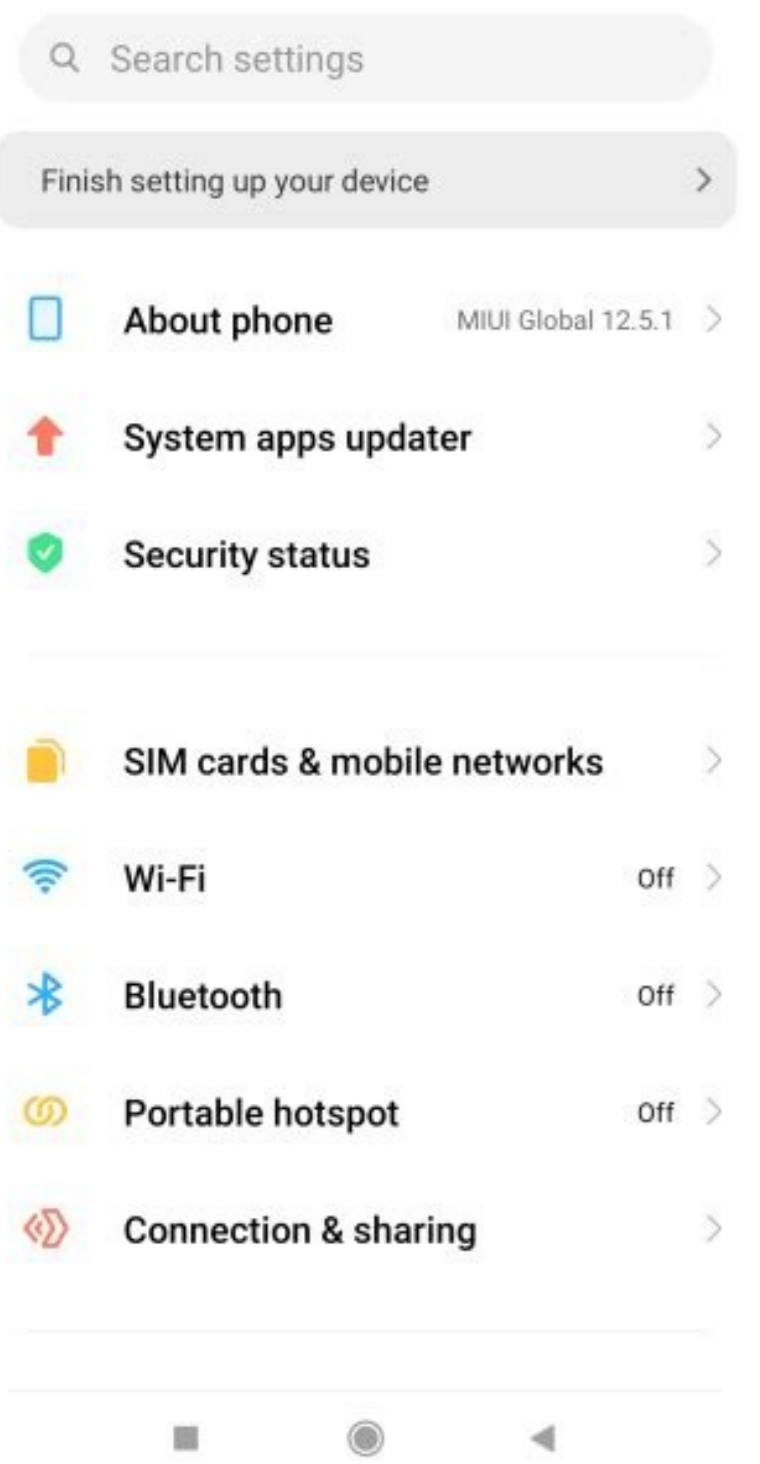 Search settings
Finish setting up your device
About phone MIUI Global 12.5.1
System apps updater
Security status
SIM cards & mobile networks
Wi-Fi Off
Bluetooth Off
Portable hotspot Off
Connection & sharing